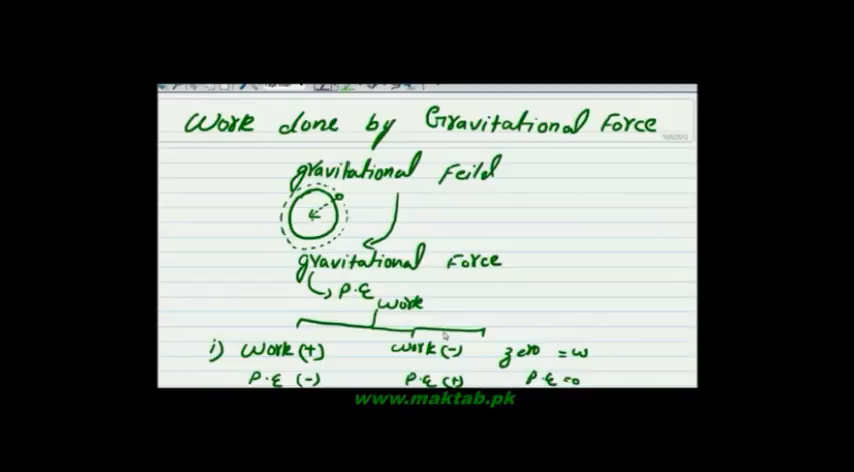 Work done by Gravitational Force
gravitational Feild
gravitational Force
P.E
Work
i) Work (+) Work (-) zero = W
P.E (-) P.E (+) P.E = 0
www.maktab.pk